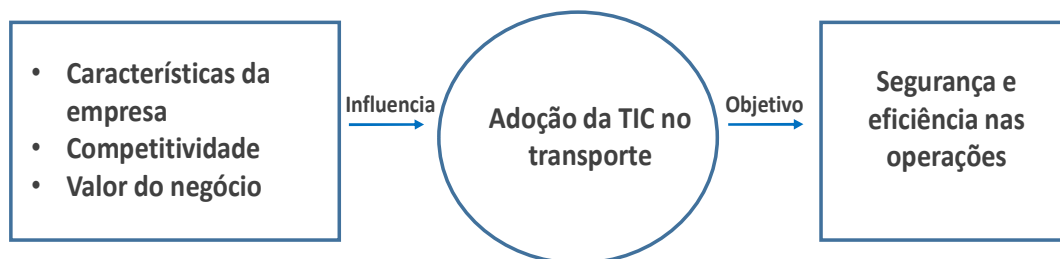 • Características da
empresa
• Competitividade
• Valor do negócio
Influencia
Adoção da TIC no
transporte
Objetivo
Segurança e
eficiência nas
operações